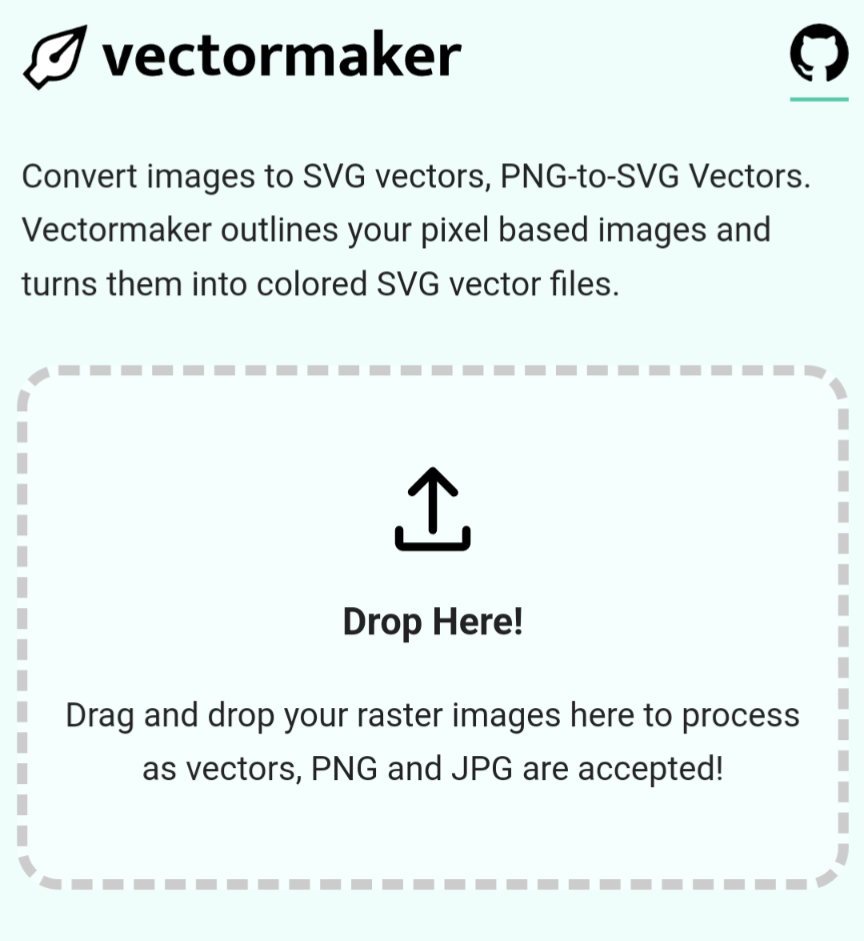 vectormaker
Convert images to SVG vectors, PNG-to-SVG Vectors.
Vectormaker outlines your pixel based images and
turns them into colored SVG vector files.
Drop Here!
Drag and drop your raster images here to process
as vectors, PNG and JPG are accepted!